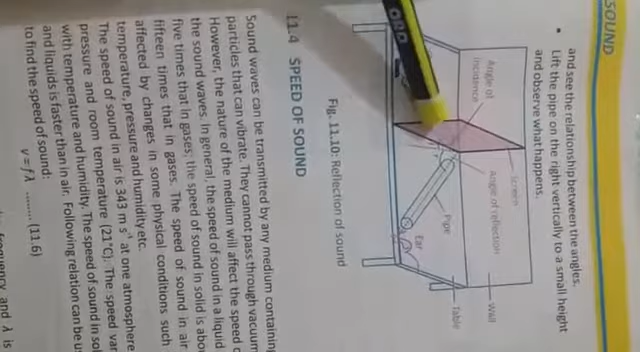 SOUND
and see the relationship between the angles.
• Lift the pipe on the right vertically to a small height
and observe what happens.
Angle of
incidence
Screen
Angle of reflection
Wall
Pipe
Ear
Table
Fig. 11.10: Reflection of sound
11.4 SPEED OF SOUND
Sound waves can be transmitted by any medium containing
particles that can vibrate. They cannot pass through vacuum
However, the nature of the medium will affect the speed
the sound waves. In general, the speed of sound in a liquid
five times that in gases; the speed of sound in solid is
fifteen times that in gases. The speed of sound in air
affected by changes in some physical conditions such
temperature, pressure and humidity etc.
The speed of sound in air is 343 m s⁻¹ at one atmosphere
pressure and room temperature (21°C). The speed
with temperature and humidity. The speed of sound in
and liquids is faster than in air. Following relation can be
to find the speed of sound:
v = f λ ........ (11.6)
and λ is